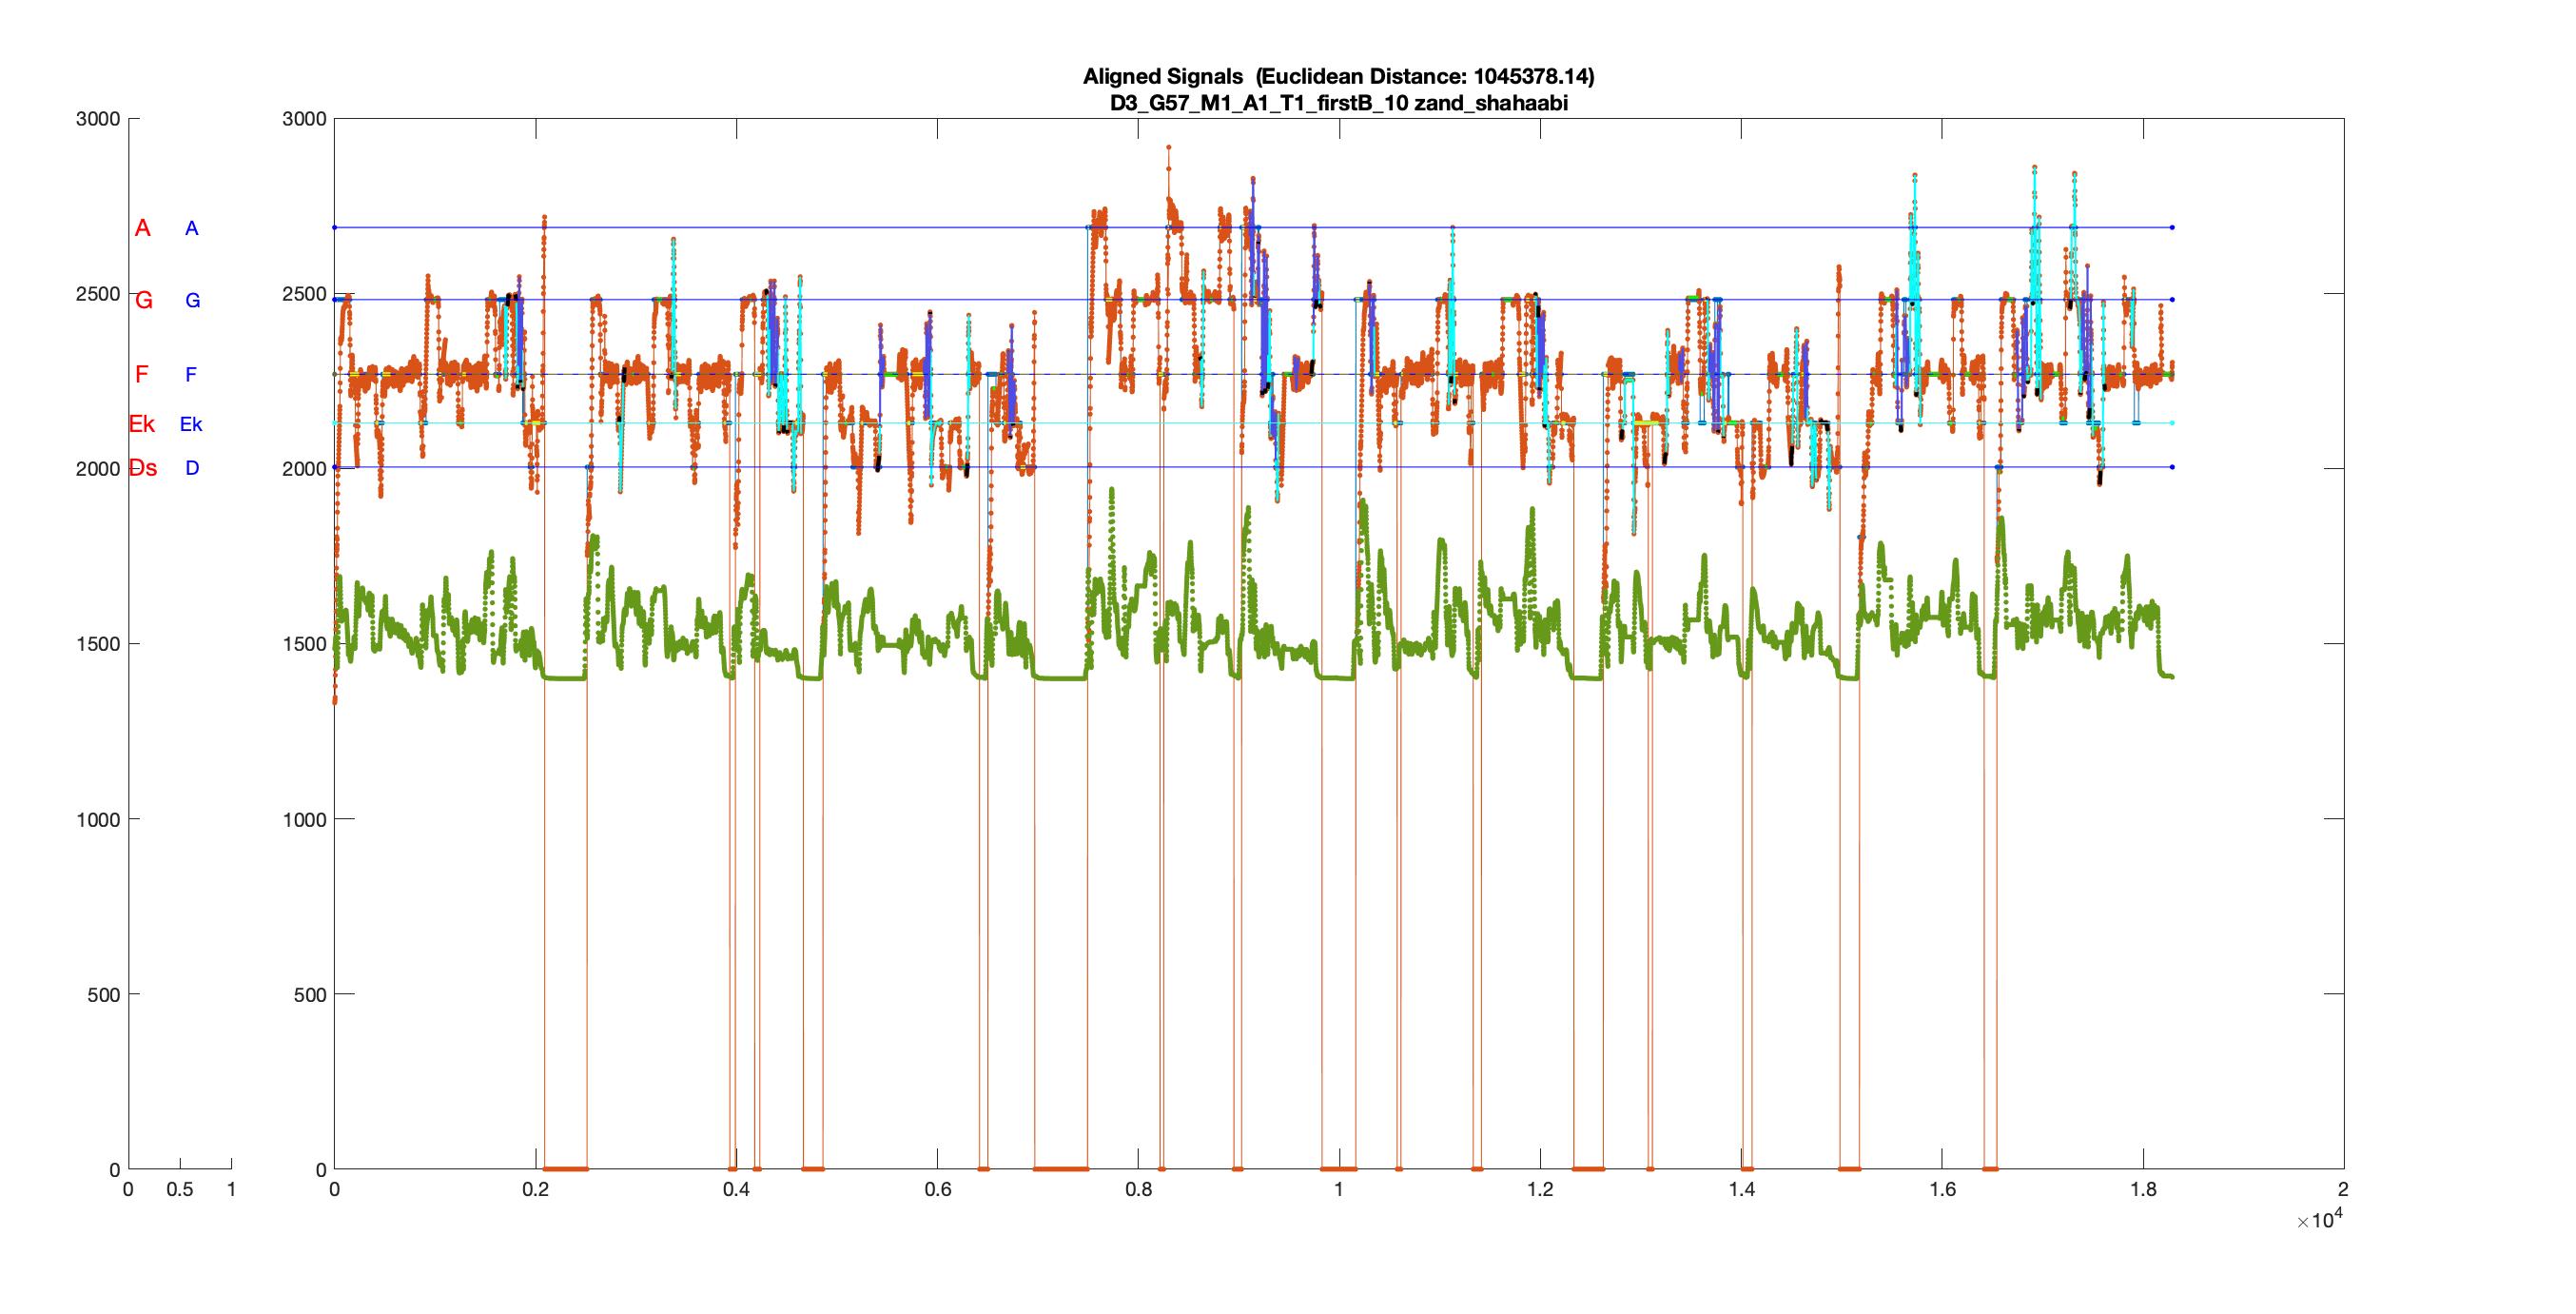 Aligned Signals (Euclidean Distance: 1045378.14)
D3_G57_M1_A1_T1_firstB_10 zand_shahaabi
3000 3000
A A
2500 G G 2500
F F
Ek Ek
2000 Ds D 2000
1500 1500
1000 1000
500 500
0 0
0 0.5 1 0 0.2 0.4 0.6 0.8 1 1.2 1.4 1.6 1.8 2
×10^4